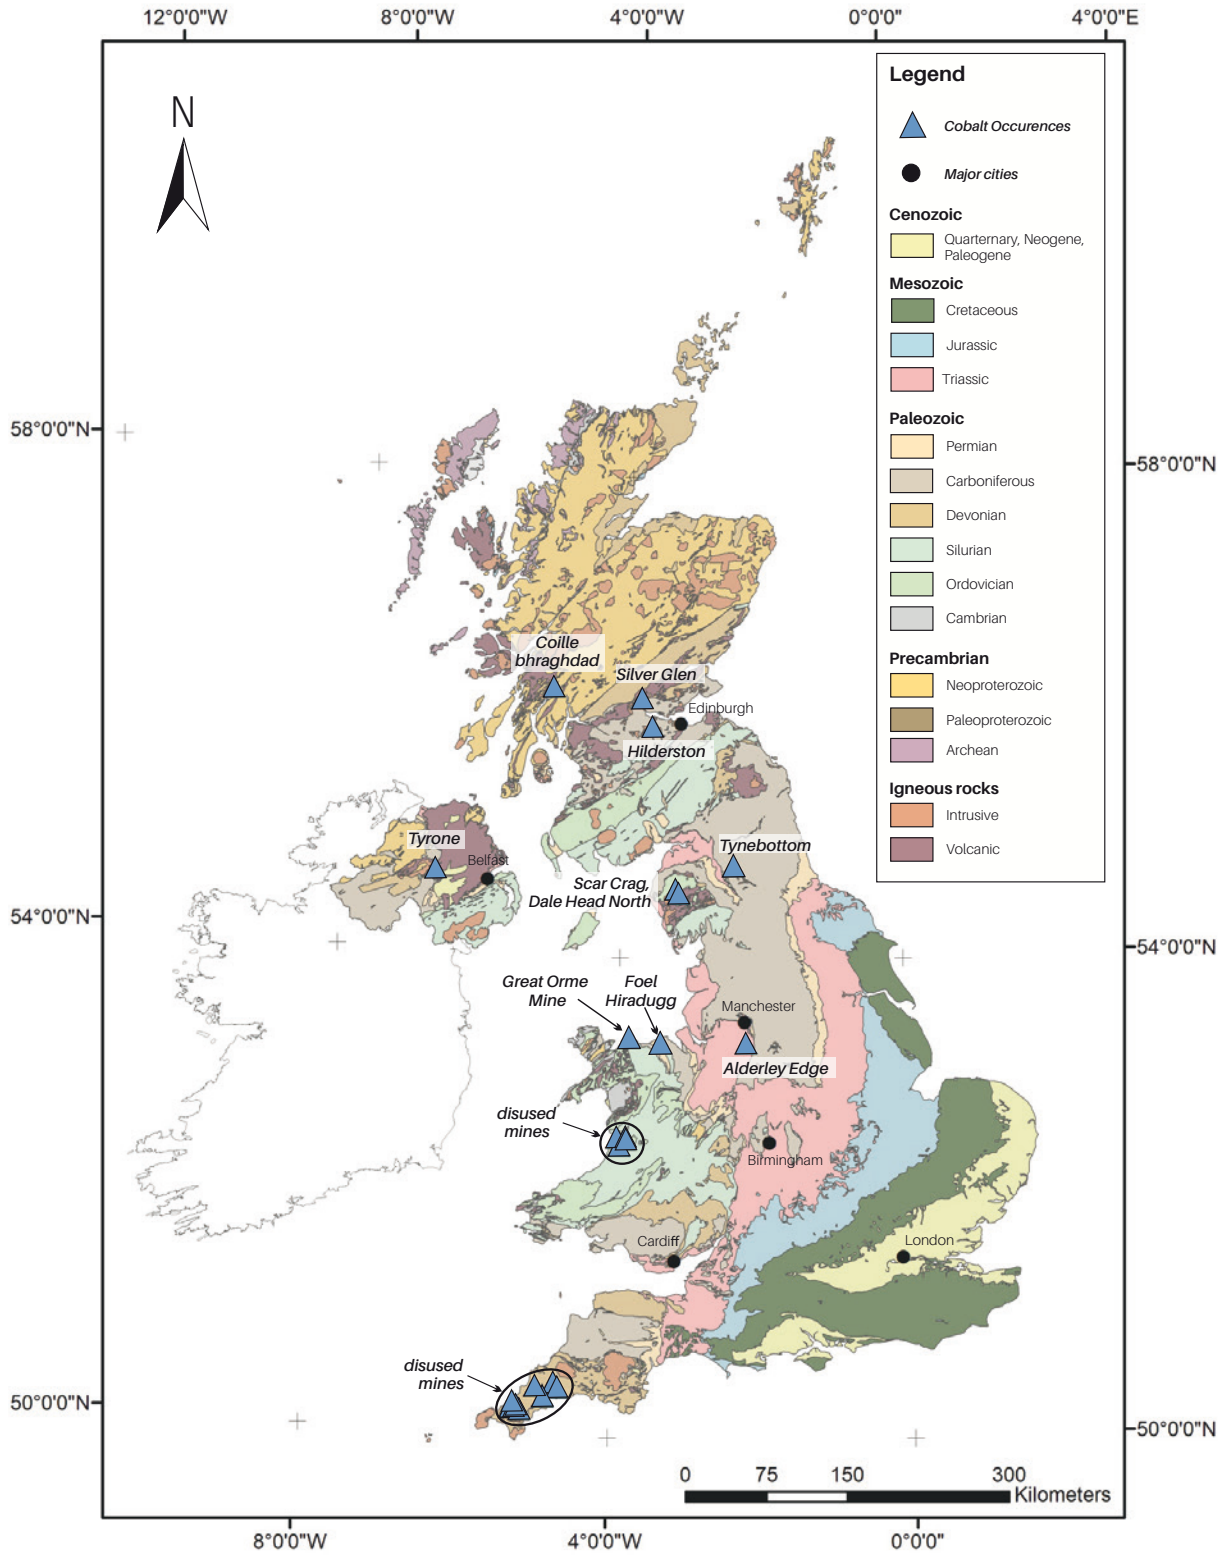 12°0'0"W 8°0'0"W 4°0'0"W 0°0'0" 4°0'0"E
N
Legend
Cobalt Occurences
Major cities
Cenozoic
Quarternary, Neogene,
Paleogene
Mesozoic
Cretaceous
Jurassic
Triassic
Paleozoic
Permian
Carboniferous
Devonian
Silurian
Ordovician
Cambrian
Precambrian
Neoproterozoic
Paleoproterozoic
Archean
Igneous rocks
Intrusive
Volcanic
58°0'0"N
58°0'0"N
Coille
bhraghdad
Silver Glen
Edinburgh
Hilderston
Tyrone
Belfast
Tynebottom
Scar Crag,
Dale Head North
54°0'0"N
54°0'0"N
Great Orme
Mine
Foel
Hiradugg
Manchester
Alderley Edge
disused
mines
Birmingham
Cardiff
London
disused
mines
50°0'0"N
50°0'0"N
0 75 150 300
Kilometers
8°0'0"W 4°0'0"W 0°0'0"